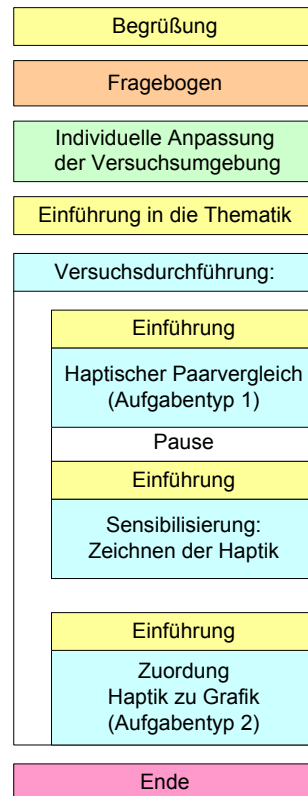 Begrüßung
Fragebogen
Individuelle Anpassung
der Versuchsumgebung
Einführung in die Thematik
Versuchsdurchführung:
Einführung
Haptischer Paarvergleich
(Aufgabentyp 1)
Pause
Einführung
Sensibilisierung:
Zeichnen der Haptik
Einführung
Zuordung
Haptik zu Grafik
(Aufgabentyp 2)
Ende